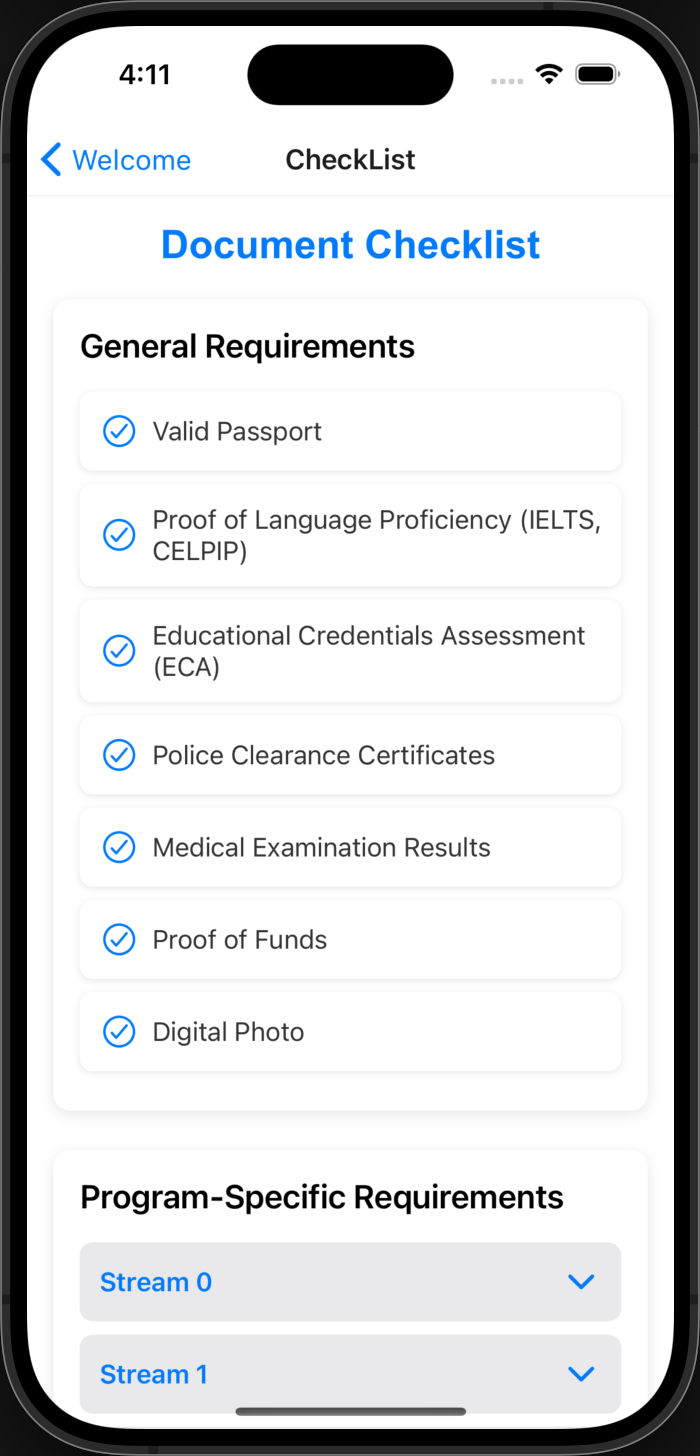 4:11
Welcome
CheckList
Document Checklist
General Requirements
Valid Passport
Proof of Language Proficiency (IELTS,
CELPIP)
Educational Credentials Assessment
(ECA)
Police Clearance Certificates
Medical Examination Results
Proof of Funds
Digital Photo
Program-Specific Requirements
Stream 0
Stream 1